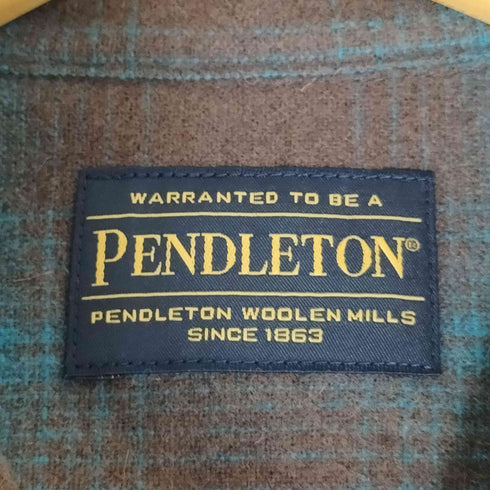 WARRANTED TO BE A
PENDLETON®
PENDLETON WOOLEN MILLS
SINCE 1863